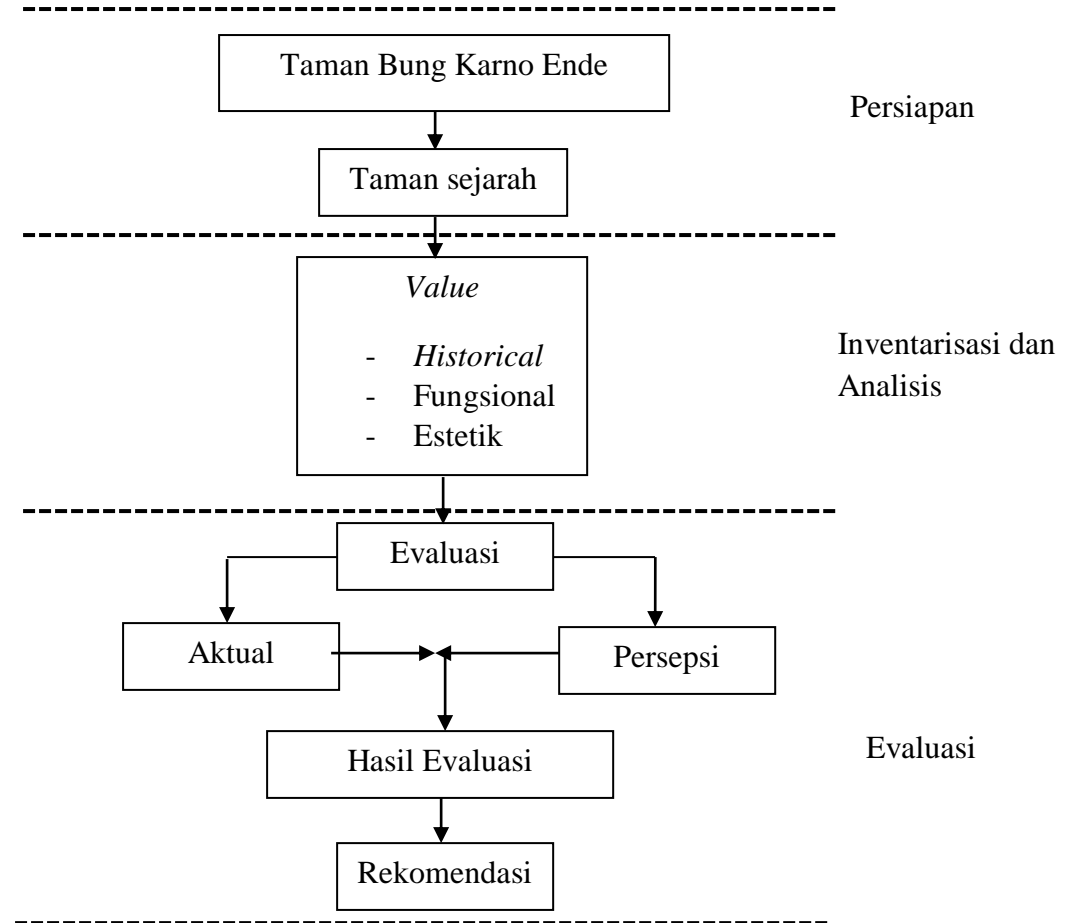 Taman Bung Karno Ende
Persiapan
Taman sejarah
Value
- Historical
- Fungsional
- Estetik
Inventarisasi dan
Analisis
Evaluasi
Aktual
Persepsi
Hasil Evaluasi
Evaluasi
Rekomendasi